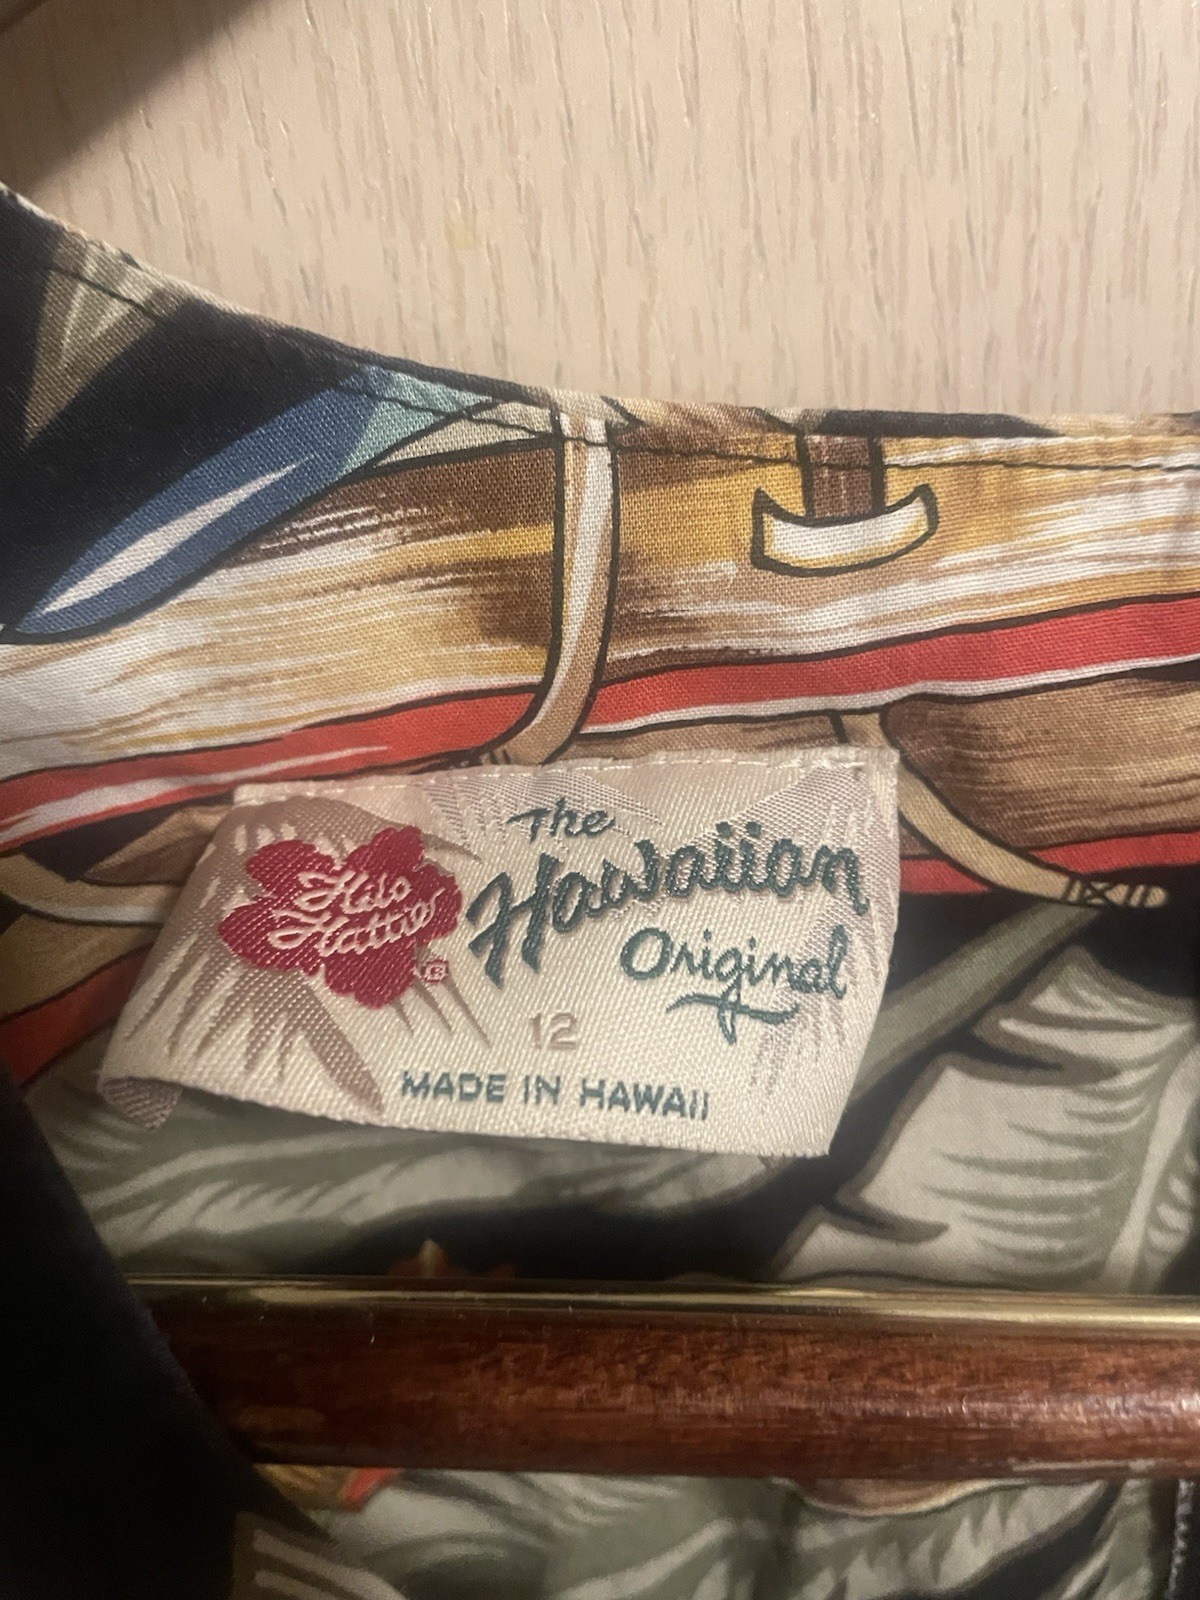 Hilo
Hattie
®
The
Hawaiian
Original
12
MADE IN HAWAII